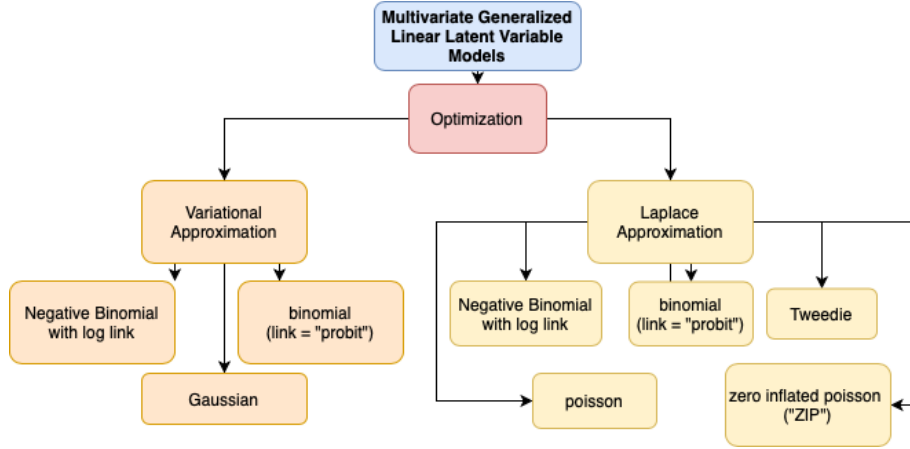 Multivariate Generalized
Linear Latent Variable
Models
Optimization
Variational
Approximation
Laplace
Approximation
Negative Binomial
with log link
binomial
(link = "probit")
Gaussian
Negative Binomial
with log link
binomial
(link = "probit")
Tweedie
poisson
zero inflated poisson
("ZIP")